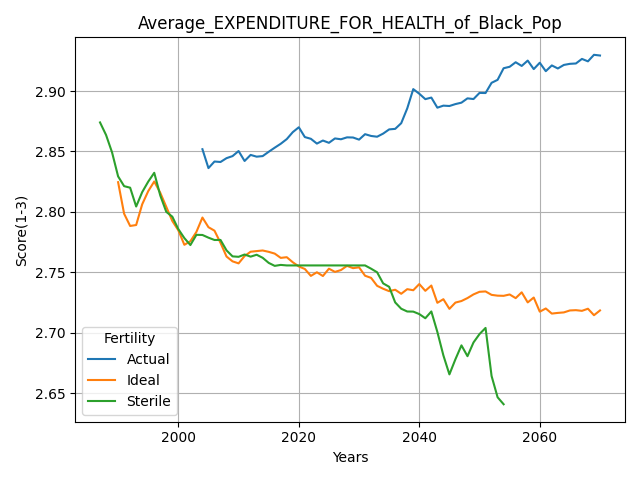 Average_EXPENDITURE_FOR_HEALTH_of_Black_Pop
Score(1-3)
2.90
2.85
2.80
2.75
2.70
2.65
Fertility
Actual
Ideal
Sterile
2000
2020
2040
2060
Years